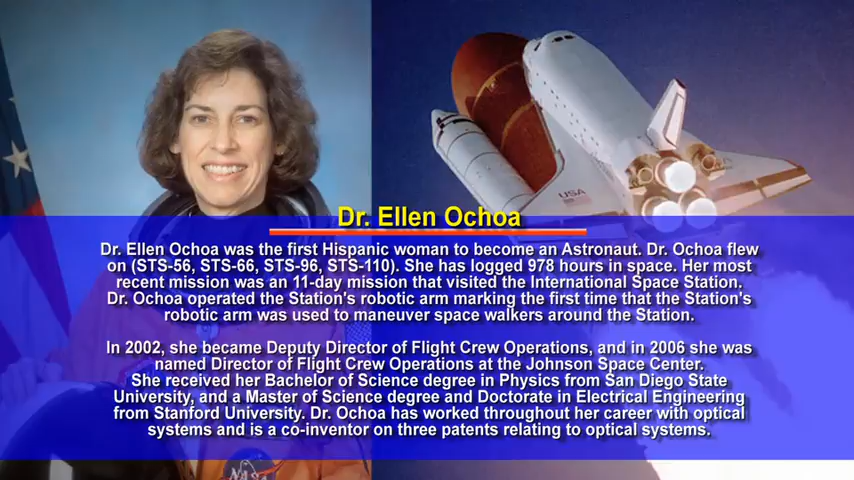 USA
Dr. Ellen Ochoa
Dr. Ellen Ochoa was the first Hispanic woman to become an Astronaut. Dr. Ochoa flew
on (STS-56, STS-66, STS-96, STS-110). She has logged 978 hours in space. Her most
recent mission was an 11-day mission that visited the International Space Station.
Dr. Ochoa operated the Station's robotic arm marking the first time that the Station's
robotic arm was used to maneuver space walkers around the Station.
In 2002, she became Deputy Director of Flight Crew Operations, and in 2006 she was
named Director of Flight Crew Operations at the Johnson Space Center.
She received her Bachelor of Science degree in Physics from San Diego State
University, and a Master of Science degree and Doctorate in Electrical Engineering
from Stanford University. Dr. Ochoa has worked throughout her career with optical
systems and is a co-inventor on three patents relating to optical systems.
NASA